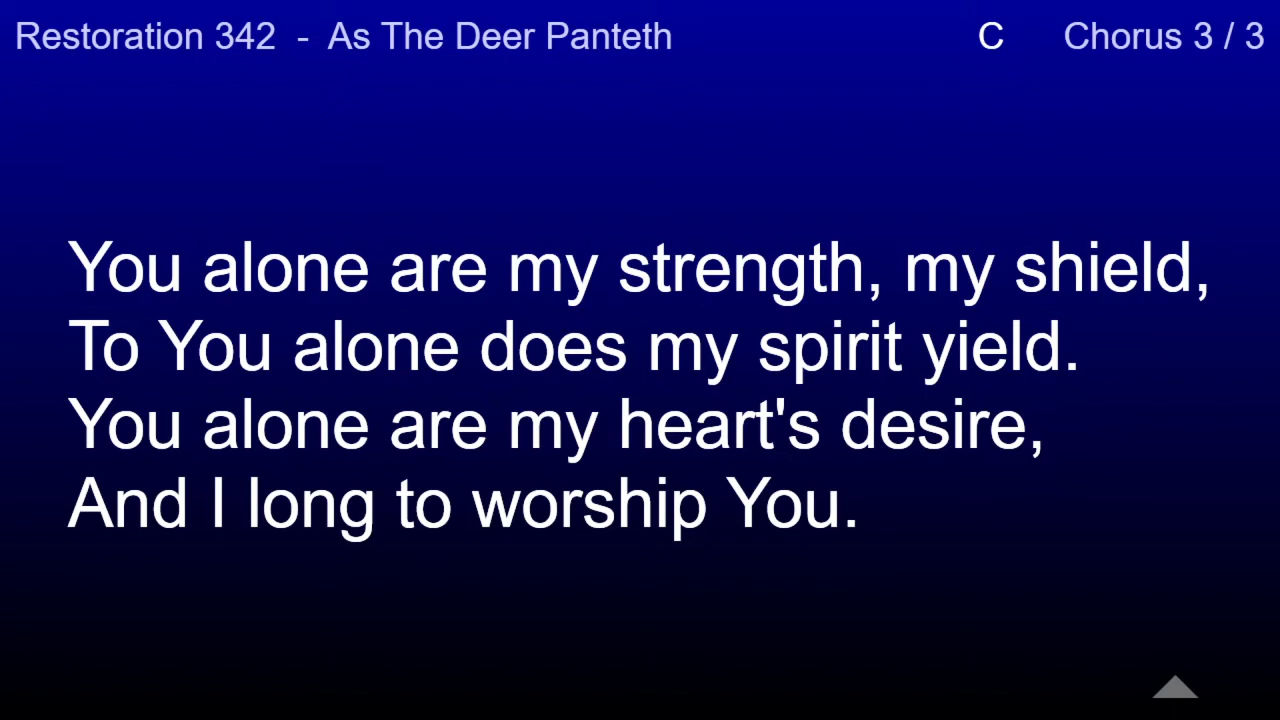 Restoration 342 - As The Deer Panteth C Chorus 3 / 3
You alone are my strength, my shield,
To You alone does my spirit yield.
You alone are my heart's desire,
And I long to worship You.